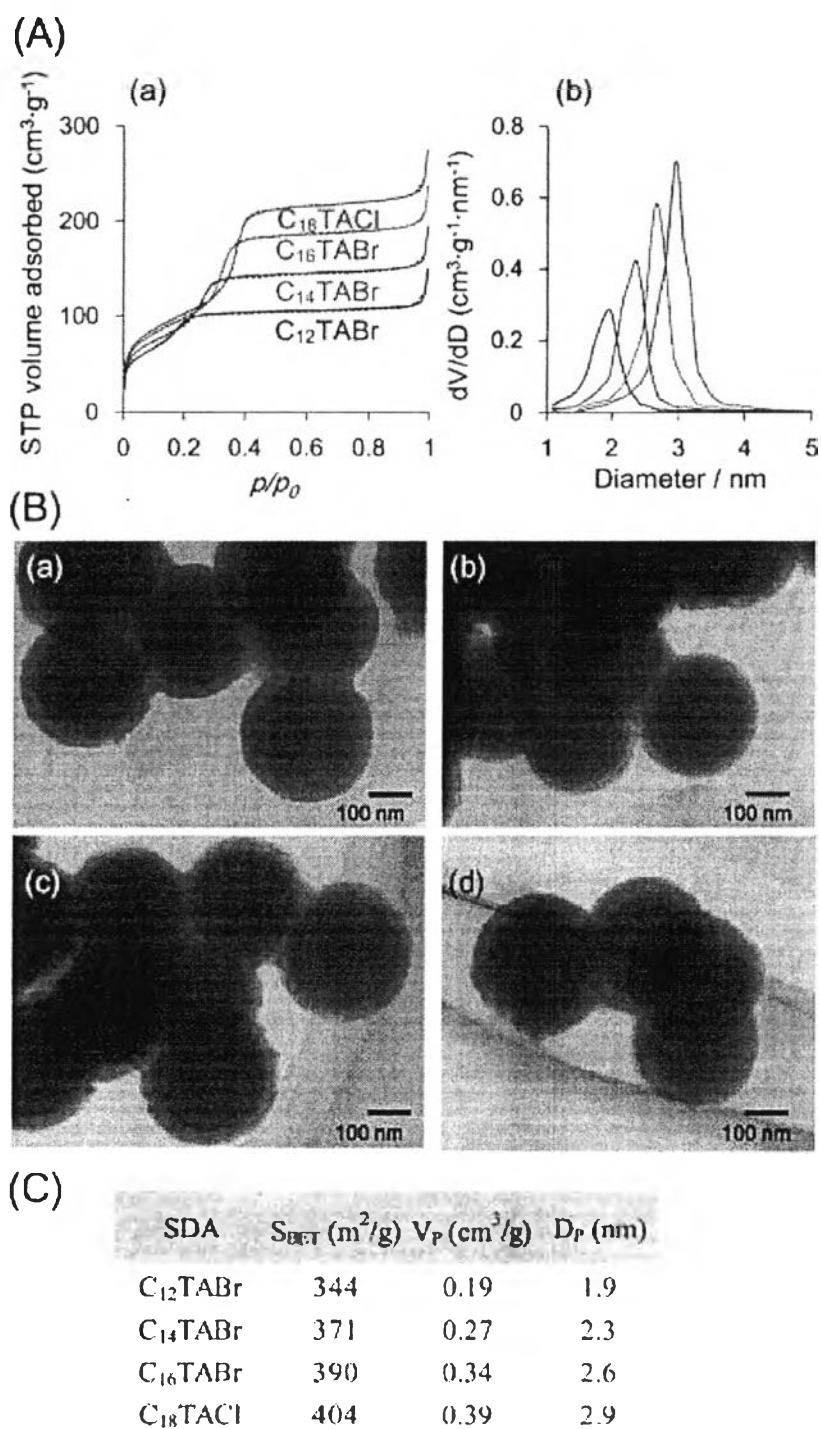 (A)
(a)
(b)
STP volume adsorbed (cm³·g⁻¹)
300
200
100
0
C₁₈TACl
C₁₆TABr
C₁₄TABr
C₁₂TABr
0 0.2 0.4 0.6 0.8 1
p/p₀
dV/dD (cm³·g⁻¹·nm⁻¹)
0.8
0.6
0.4
0.2
0
1 2 3 4 5
Diameter / nm
(B)
(a)
100 nm
(b)
100 nm
(c)
100 nm
(d)
100 nm
(C)
SDA S_BET (m²/g) V_P (cm³/g) D_P (nm)
C₁₂TABr 344 0.19 1.9
C₁₄TABr 371 0.27 2.3
C₁₆TABr 390 0.34 2.6
C₁₈TACl 404 0.39 2.9